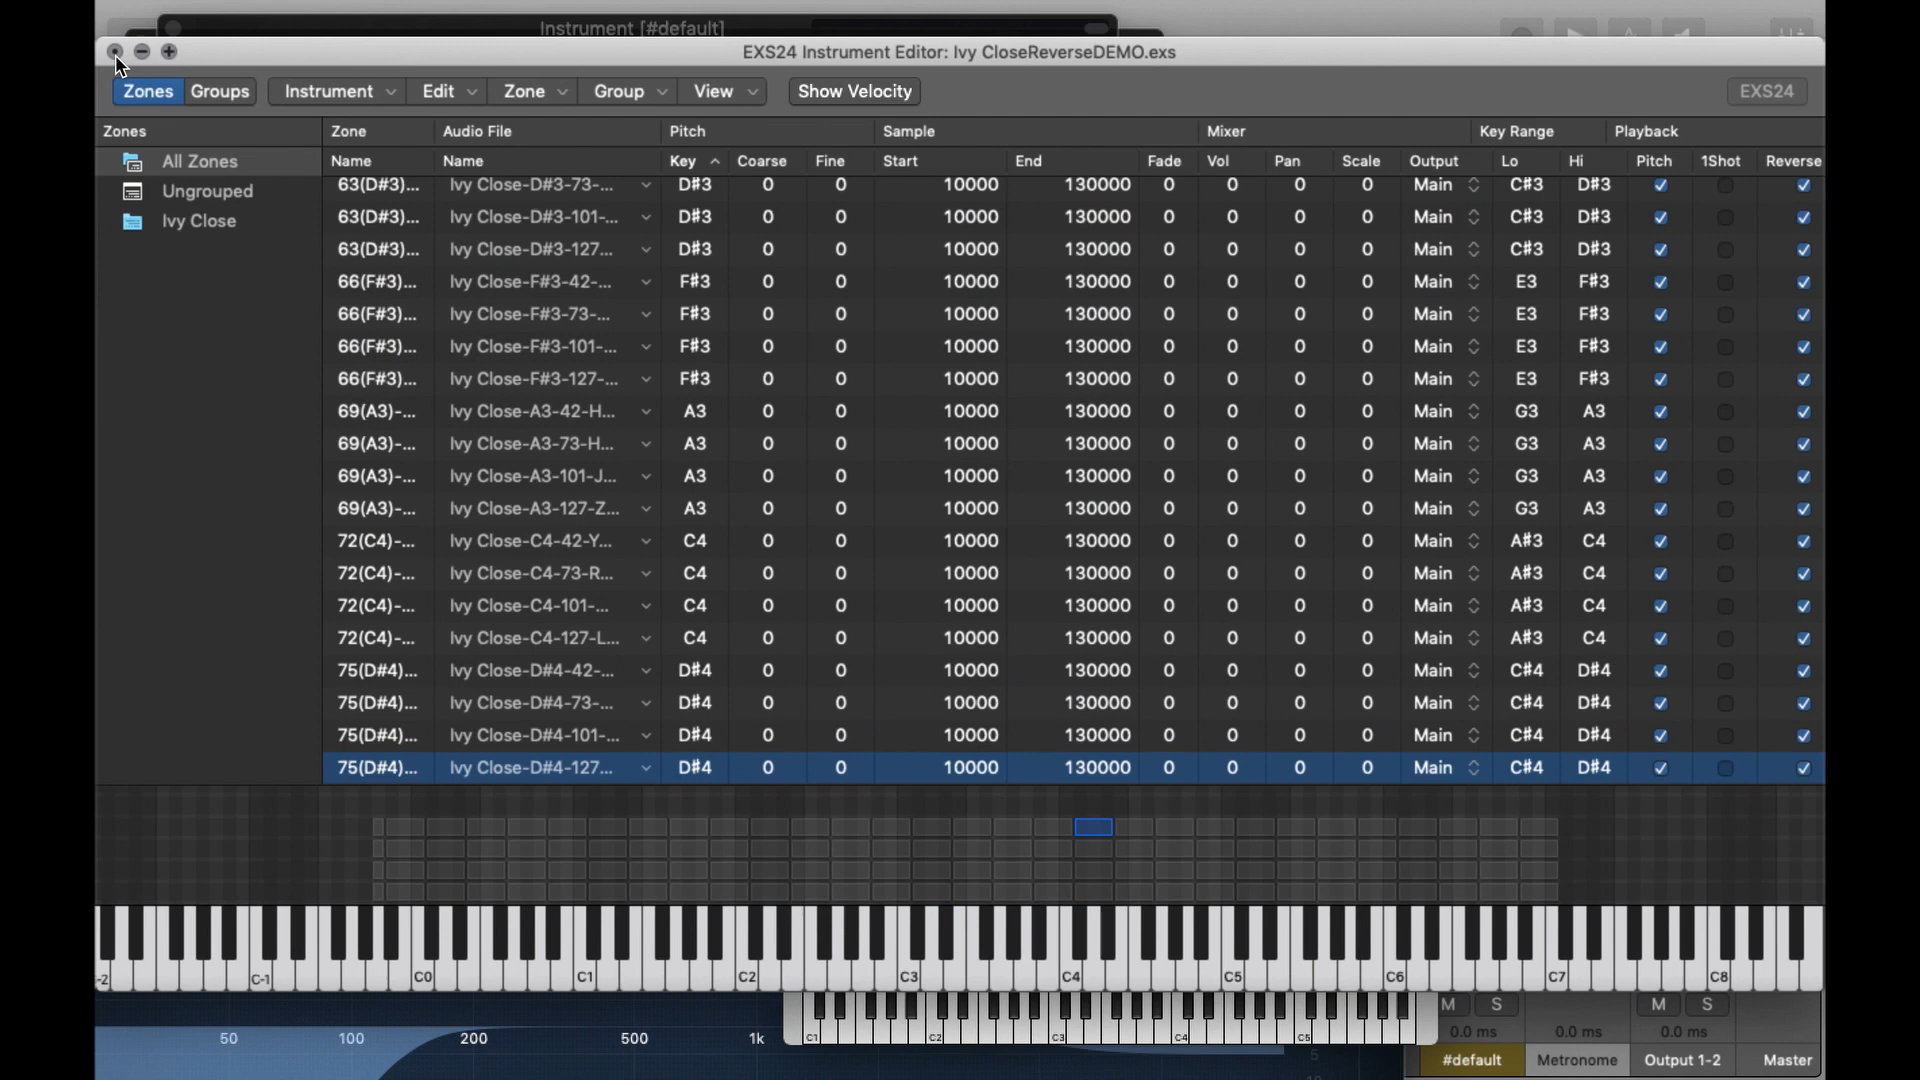 Instrument [#default]
EXS24 Instrument Editor: Ivy CloseReverseDEMO.exs
Zones Groups Instrument Edit Zone Group View Show Velocity EXS24
Zones Zone Audio File Pitch Sample Mixer Key Range Playback
All Zones Name Name Key Coarse Fine Start End Fade Vol Pan Scale Output Lo Hi Pitch 1Shot Reverse
Ungrouped
Ivy Close
63(D#3)... Ivy Close-D#3-73-... D#3 0 0 10000 130000 0 0 0 0 Main C#3 D#3
63(D#3)... Ivy Close-D#3-101-... D#3 0 0 10000 130000 0 0 0 0 Main C#3 D#3
63(D#3)... Ivy Close-D#3-127... D#3 0 0 10000 130000 0 0 0 0 Main C#3 D#3
66(F#3)... Ivy Close-F#3-42-... F#3 0 0 10000 130000 0 0 0 0 Main E3 F#3
66(F#3)... Ivy Close-F#3-73-... F#3 0 0 10000 130000 0 0 0 0 Main E3 F#3
66(F#3)... Ivy Close-F#3-101-... F#3 0 0 10000 130000 0 0 0 0 Main E3 F#3
66(F#3)... Ivy Close-F#3-127-... F#3 0 0 10000 130000 0 0 0 0 Main E3 F#3
69(A3)-... Ivy Close-A3-42-H... A3 0 0 10000 130000 0 0 0 0 Main G3 A3
69(A3)-... Ivy Close-A3-73-H... A3 0 0 10000 130000 0 0 0 0 Main G3 A3
69(A3)-... Ivy Close-A3-101-J... A3 0 0 10000 130000 0 0 0 0 Main G3 A3
69(A3)-... Ivy Close-A3-127-Z... A3 0 0 10000 130000 0 0 0 0 Main G3 A3
72(C4)-... Ivy Close-C4-42-Y... C4 0 0 10000 130000 0 0 0 0 Main A#3 C4
72(C4)-... Ivy Close-C4-73-R... C4 0 0 10000 130000 0 0 0 0 Main A#3 C4
72(C4)-... Ivy Close-C4-101-... C4 0 0 10000 130000 0 0 0 0 Main A#3 C4
72(C4)-... Ivy Close-C4-127-L... C4 0 0 10000 130000 0 0 0 0 Main A#3 C4
75(D#4)... Ivy Close-D#4-42-... D#4 0 0 10000 130000 0 0 0 0 Main C#4 D#4
75(D#4)... Ivy Close-D#4-73-... D#4 0 0 10000 130000 0 0 0 0 Main C#4 D#4
75(D#4)... Ivy Close-D#4-101-... D#4 0 0 10000 130000 0 0 0 0 Main C#4 D#4
75(D#4)... Ivy Close-D#4-127... D#4 0 0 10000 130000 0 0 0 0 Main C#4 D#4
-2 C-1 C0 C1 C2 C3 C4 C5 C6 C7 C8
M S M S
0.0 ms 0.0 ms 0.0 ms
50 100 200 500 1k C1 C2 C3 C4 C5
5
#default Metronome Output 1-2 Master